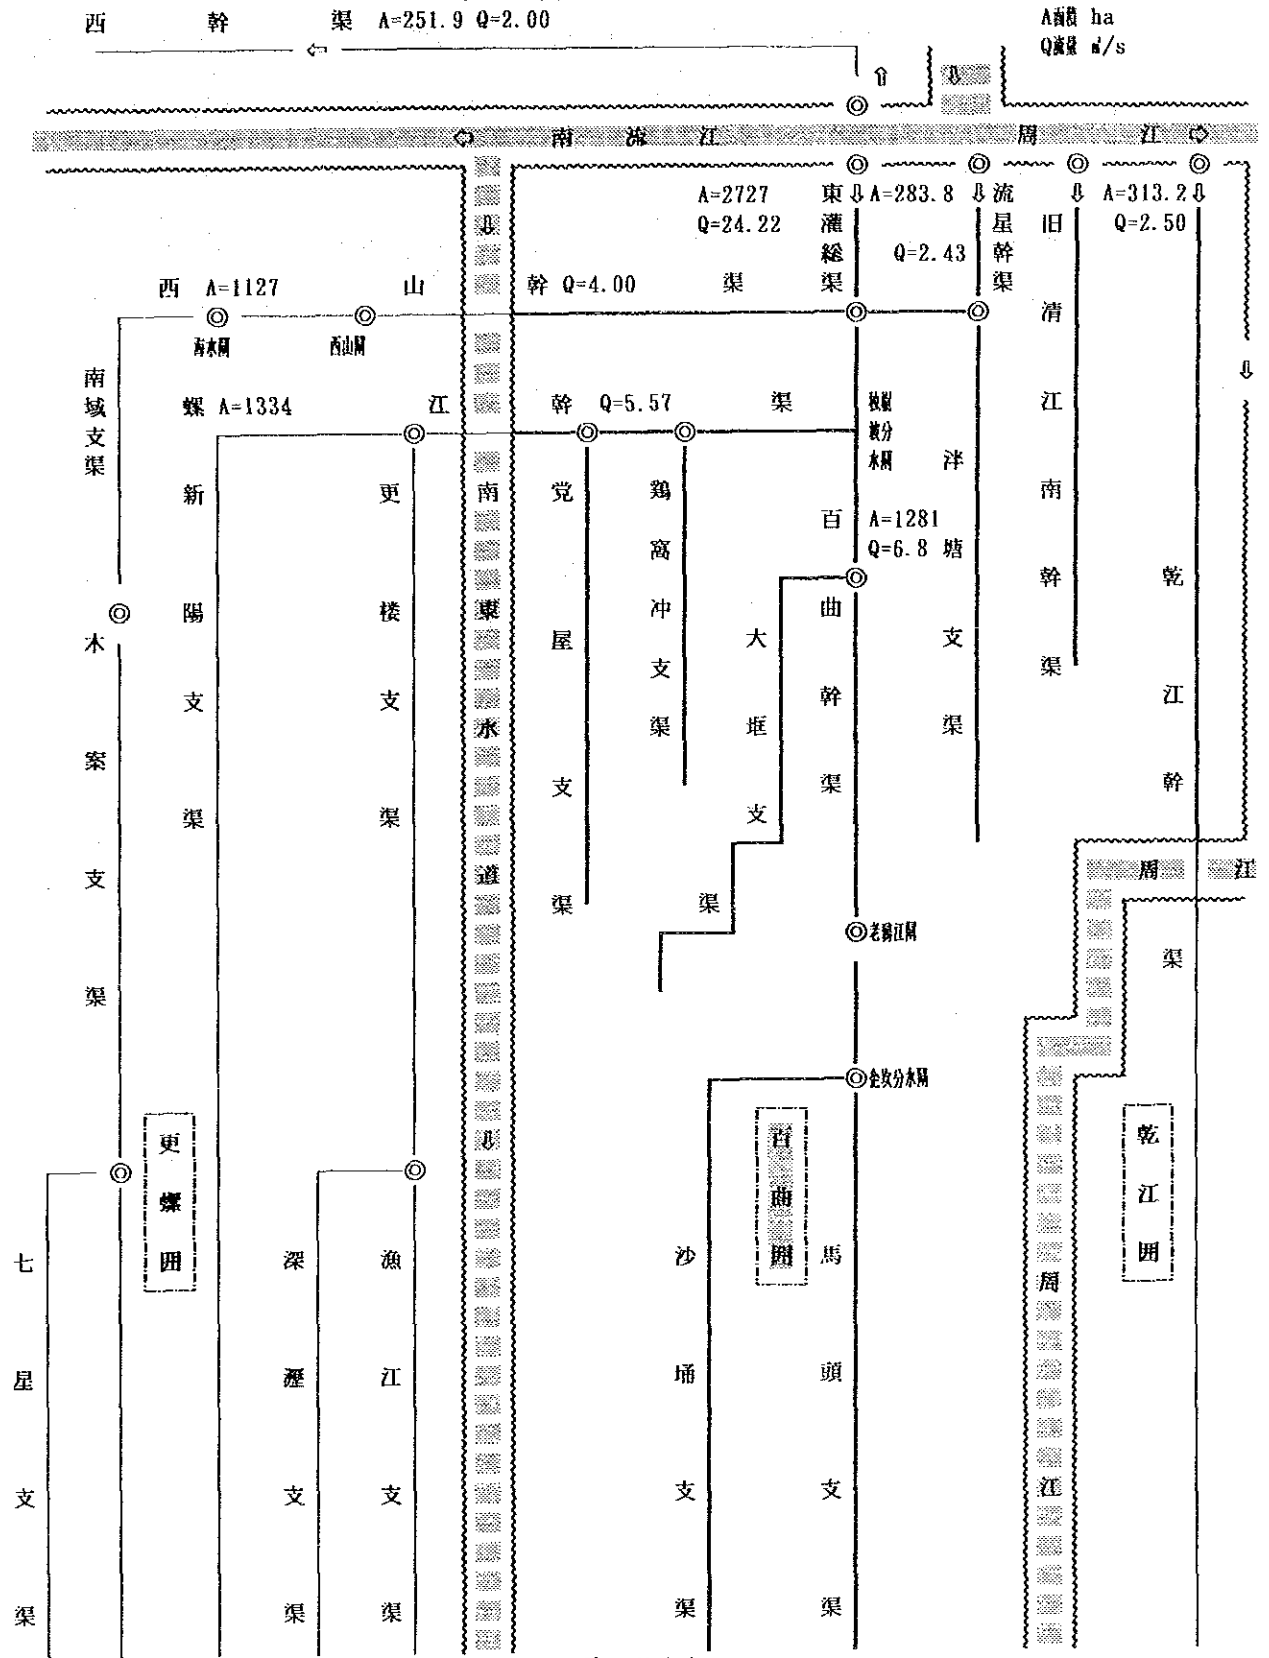 西幹渠 A=251.9 Q=2.00
A面積 ha
Q流量 ㎥/s
南流江
周江
A=2727
Q=24.22
東灌総渠
A=283.8
Q=2.43
流星幹渠
旧清江南幹渠
A=313.2
Q=2.50
西山幹渠
A=1127
Q=4.00
西山閘
南域支渠
螺江幹渠
A=1334
Q=5.57
分水閘
泮塘支渠
新陽支渠
更楼支渠
南東水道
党屋支渠
鶏窩冲支渠
百曲幹渠
A=1281
Q=6.8
大框支渠
乾江幹渠
木案支渠
周江
更螺囲
百曲囲
乾江囲
七星支渠
深瀝支渠
漁江支渠
沙埇支渠
馬頭支渠
周江